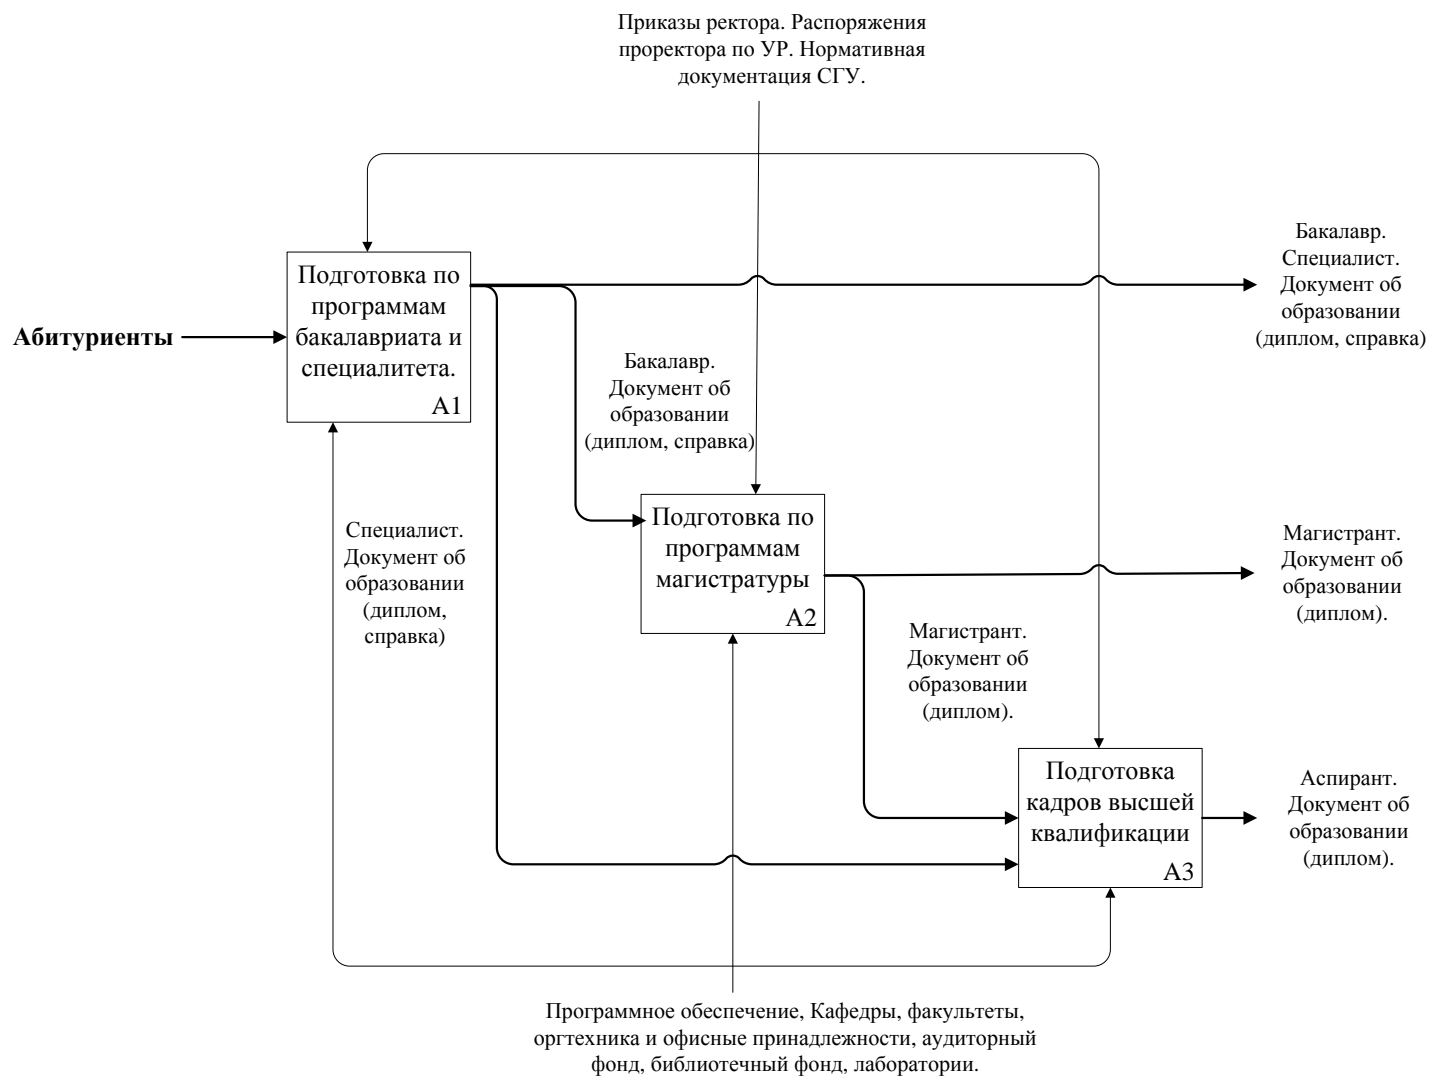 Приказы ректора. Распоряжения
проректора по УР. Нормативная
документация СГУ.
Абитуриенты
Подготовка по
программам
бакалавриата и
специалитета.
А1
Бакалавр.
Специалист.
Документ об
образовании
(диплом, справка)
Бакалавр.
Документ об
образовании
(диплом, справка)
Специалист.
Документ об
образовании
(диплом,
справка)
Подготовка по
программам
магистратуры
А2
Магистрант.
Документ об
образовании
(диплом).
Магистрант.
Документ об
образовании
(диплом).
Подготовка
кадров высшей
квалификации
А3
Аспирант.
Документ об
образовании
(диплом).
Программное обеспечение, Кафедры, факультеты,
оргтехника и офисные принадлежности, аудиторный
фонд, библиотечный фонд, лаборатории.